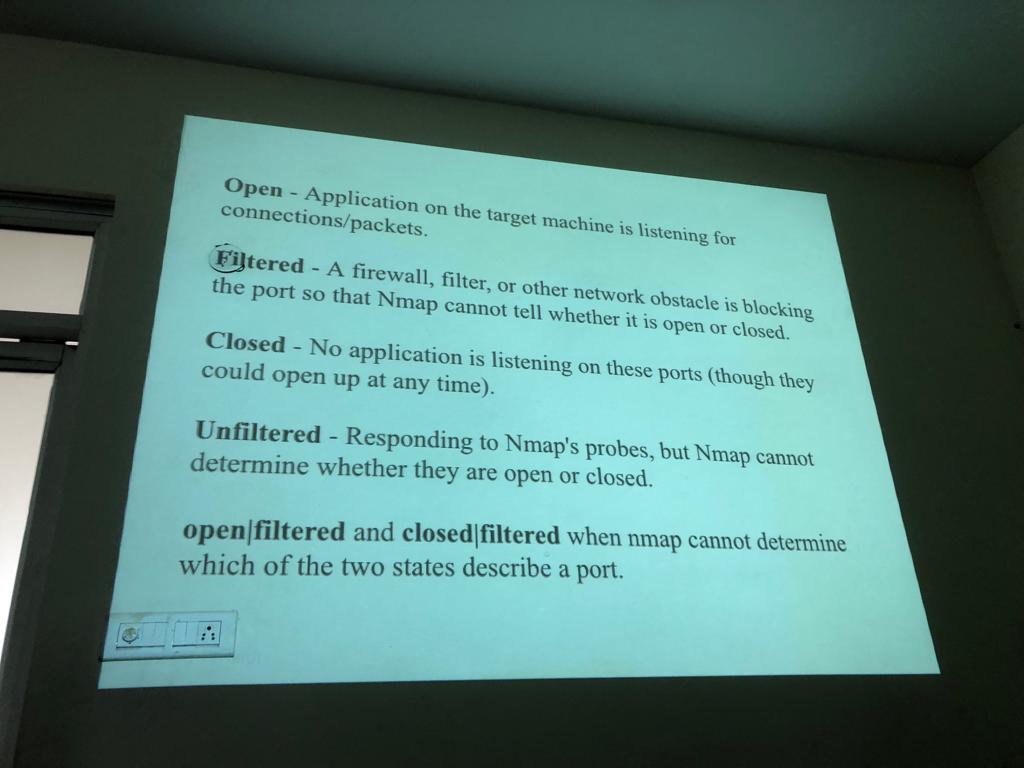 Open - Application on the target machine is listening for
connections/packets.
Filtered - A firewall, filter, or other network obstacle is blocking
the port so that Nmap cannot tell whether it is open or closed.
Closed - No application is listening on these ports (though they
could open up at any time).
Unfiltered - Responding to Nmap's probes, but Nmap cannot
determine whether they are open or closed.
open|filtered and closed|filtered when nmap cannot determine
which of the two states describe a port.